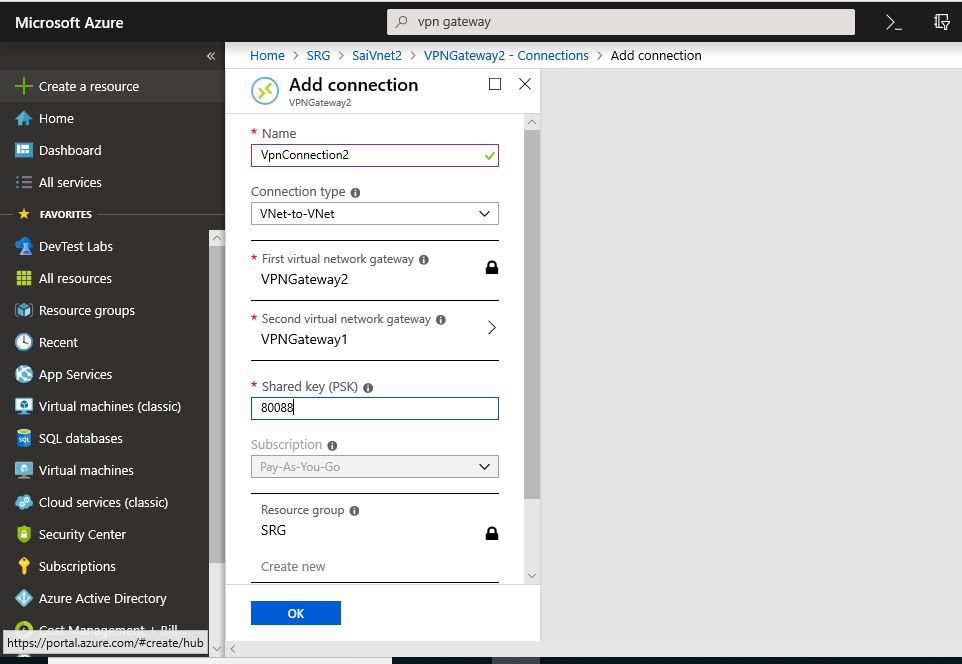 Microsoft Azure
vpn gateway
«
Home > SRG > SaiVnet2 > VPNGateway2 - Connections > Add connection
Create a resource
Home
Dashboard
All services
FAVORITES
DevTest Labs
All resources
Resource groups
Recent
App Services
Virtual machines (classic)
SQL databases
Virtual machines
Cloud services (classic)
Security Center
Subscriptions
Azure Active Directory
Cost Management + Bill
https://portal.azure.com/#create/hub
Add connection
VPNGateway2
* Name
VpnConnection2
Connection type
VNet-to-VNet
* First virtual network gateway
VPNGateway2
* Second virtual network gateway
VPNGateway1
* Shared key (PSK)
80088
Subscription
Pay-As-You-Go
Resource group
SRG
Create new
OK